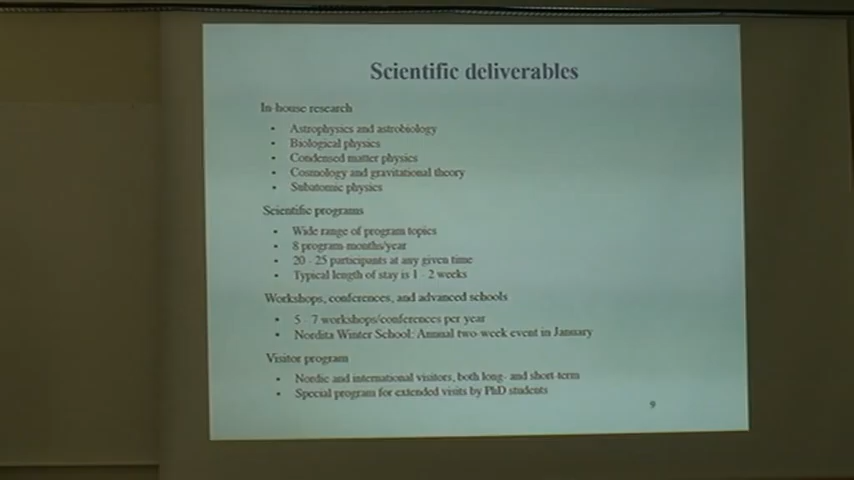 Scientific deliverables
In-house research
• Astrophysics and astrobiology
• Biological physics
• Condensed matter physics
• Cosmology and gravitational theory
• Subatomic physics
Scientific programs
• Wide range of program topics
• 8 program-months/year
• 20 - 25 participants at any given time
• Typical length of stay is 1 - 2 weeks
Workshops, conferences, and advanced schools
• 5 - 7 workshops/conferences per year
• Nordita Winter School: Annual two-week event in January
Visitor program
• Nordic and international visitors, both long- and short-term
• Special program for extended visits by PhD students
9